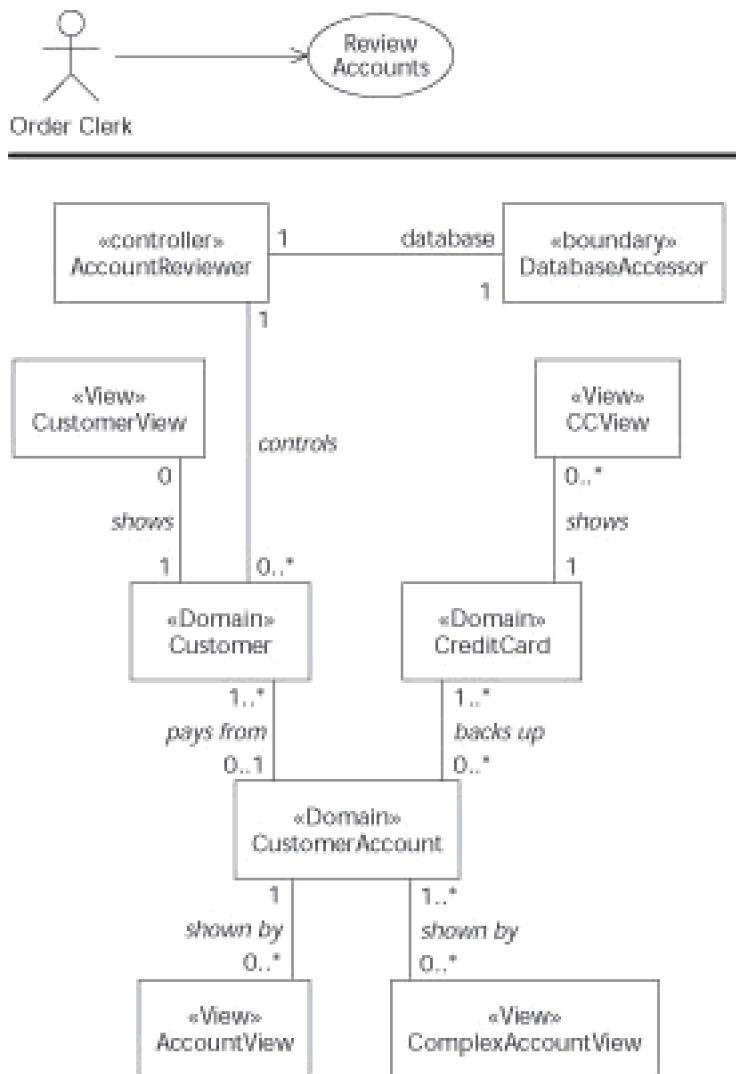 Review
Accounts
Order Clerk
«controller»
AccountReviewer
1
database
1
«boundary»
DatabaseAccessor
1
«View»
CustomerView
«View»
CCView
0
controls
0..*
shows
shows
1
0..*
1
«Domain»
Customer
«Domain»
CreditCard
1..*
1..*
pays from
backs up
0..1
0..*
«Domain»
CustomerAccount
1
1..*
shown by
shown by
0..*
0..*
«View»
AccountView
«View»
ComplexAccountView